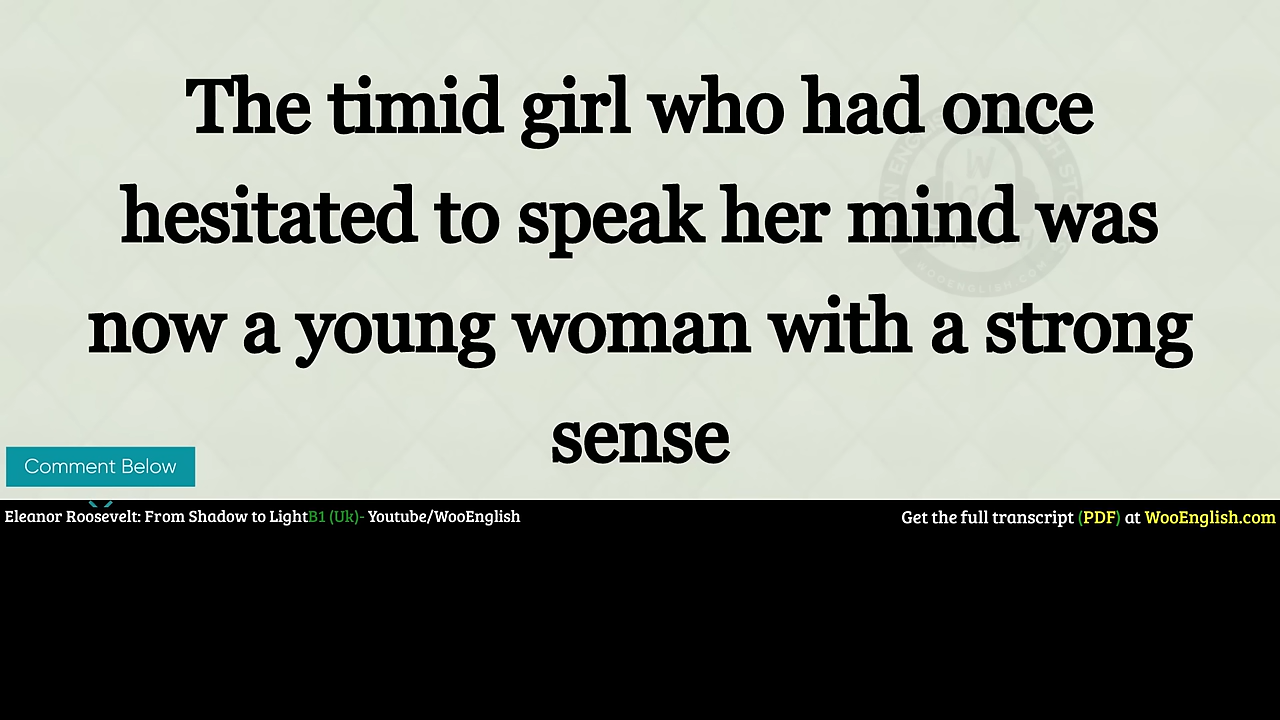 The timid girl who had once
hesitated to speak her mind was
now a young woman with a strong
sense
Comment Below
Eleanor Roosevelt: From Shadow to LightB1 (Uk)- Youtube/WooEnglish
Get the full transcript (PDF) at WooEnglish.com